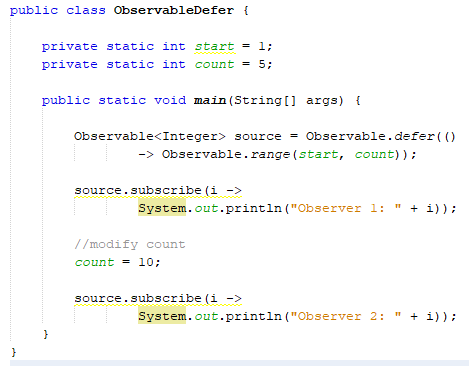 public class ObservableDefer {
private static int start = 1;
private static int count = 5;
public static void main(String[] args) {
Observable<Integer> source = Observable.defer(()
-> Observable.range(start, count));
source.subscribe(i ->
System.out.println("Observer 1: " + i));
//modify count
count = 10;
source.subscribe(i ->
System.out.println("Observer 2: " + i));
}
}